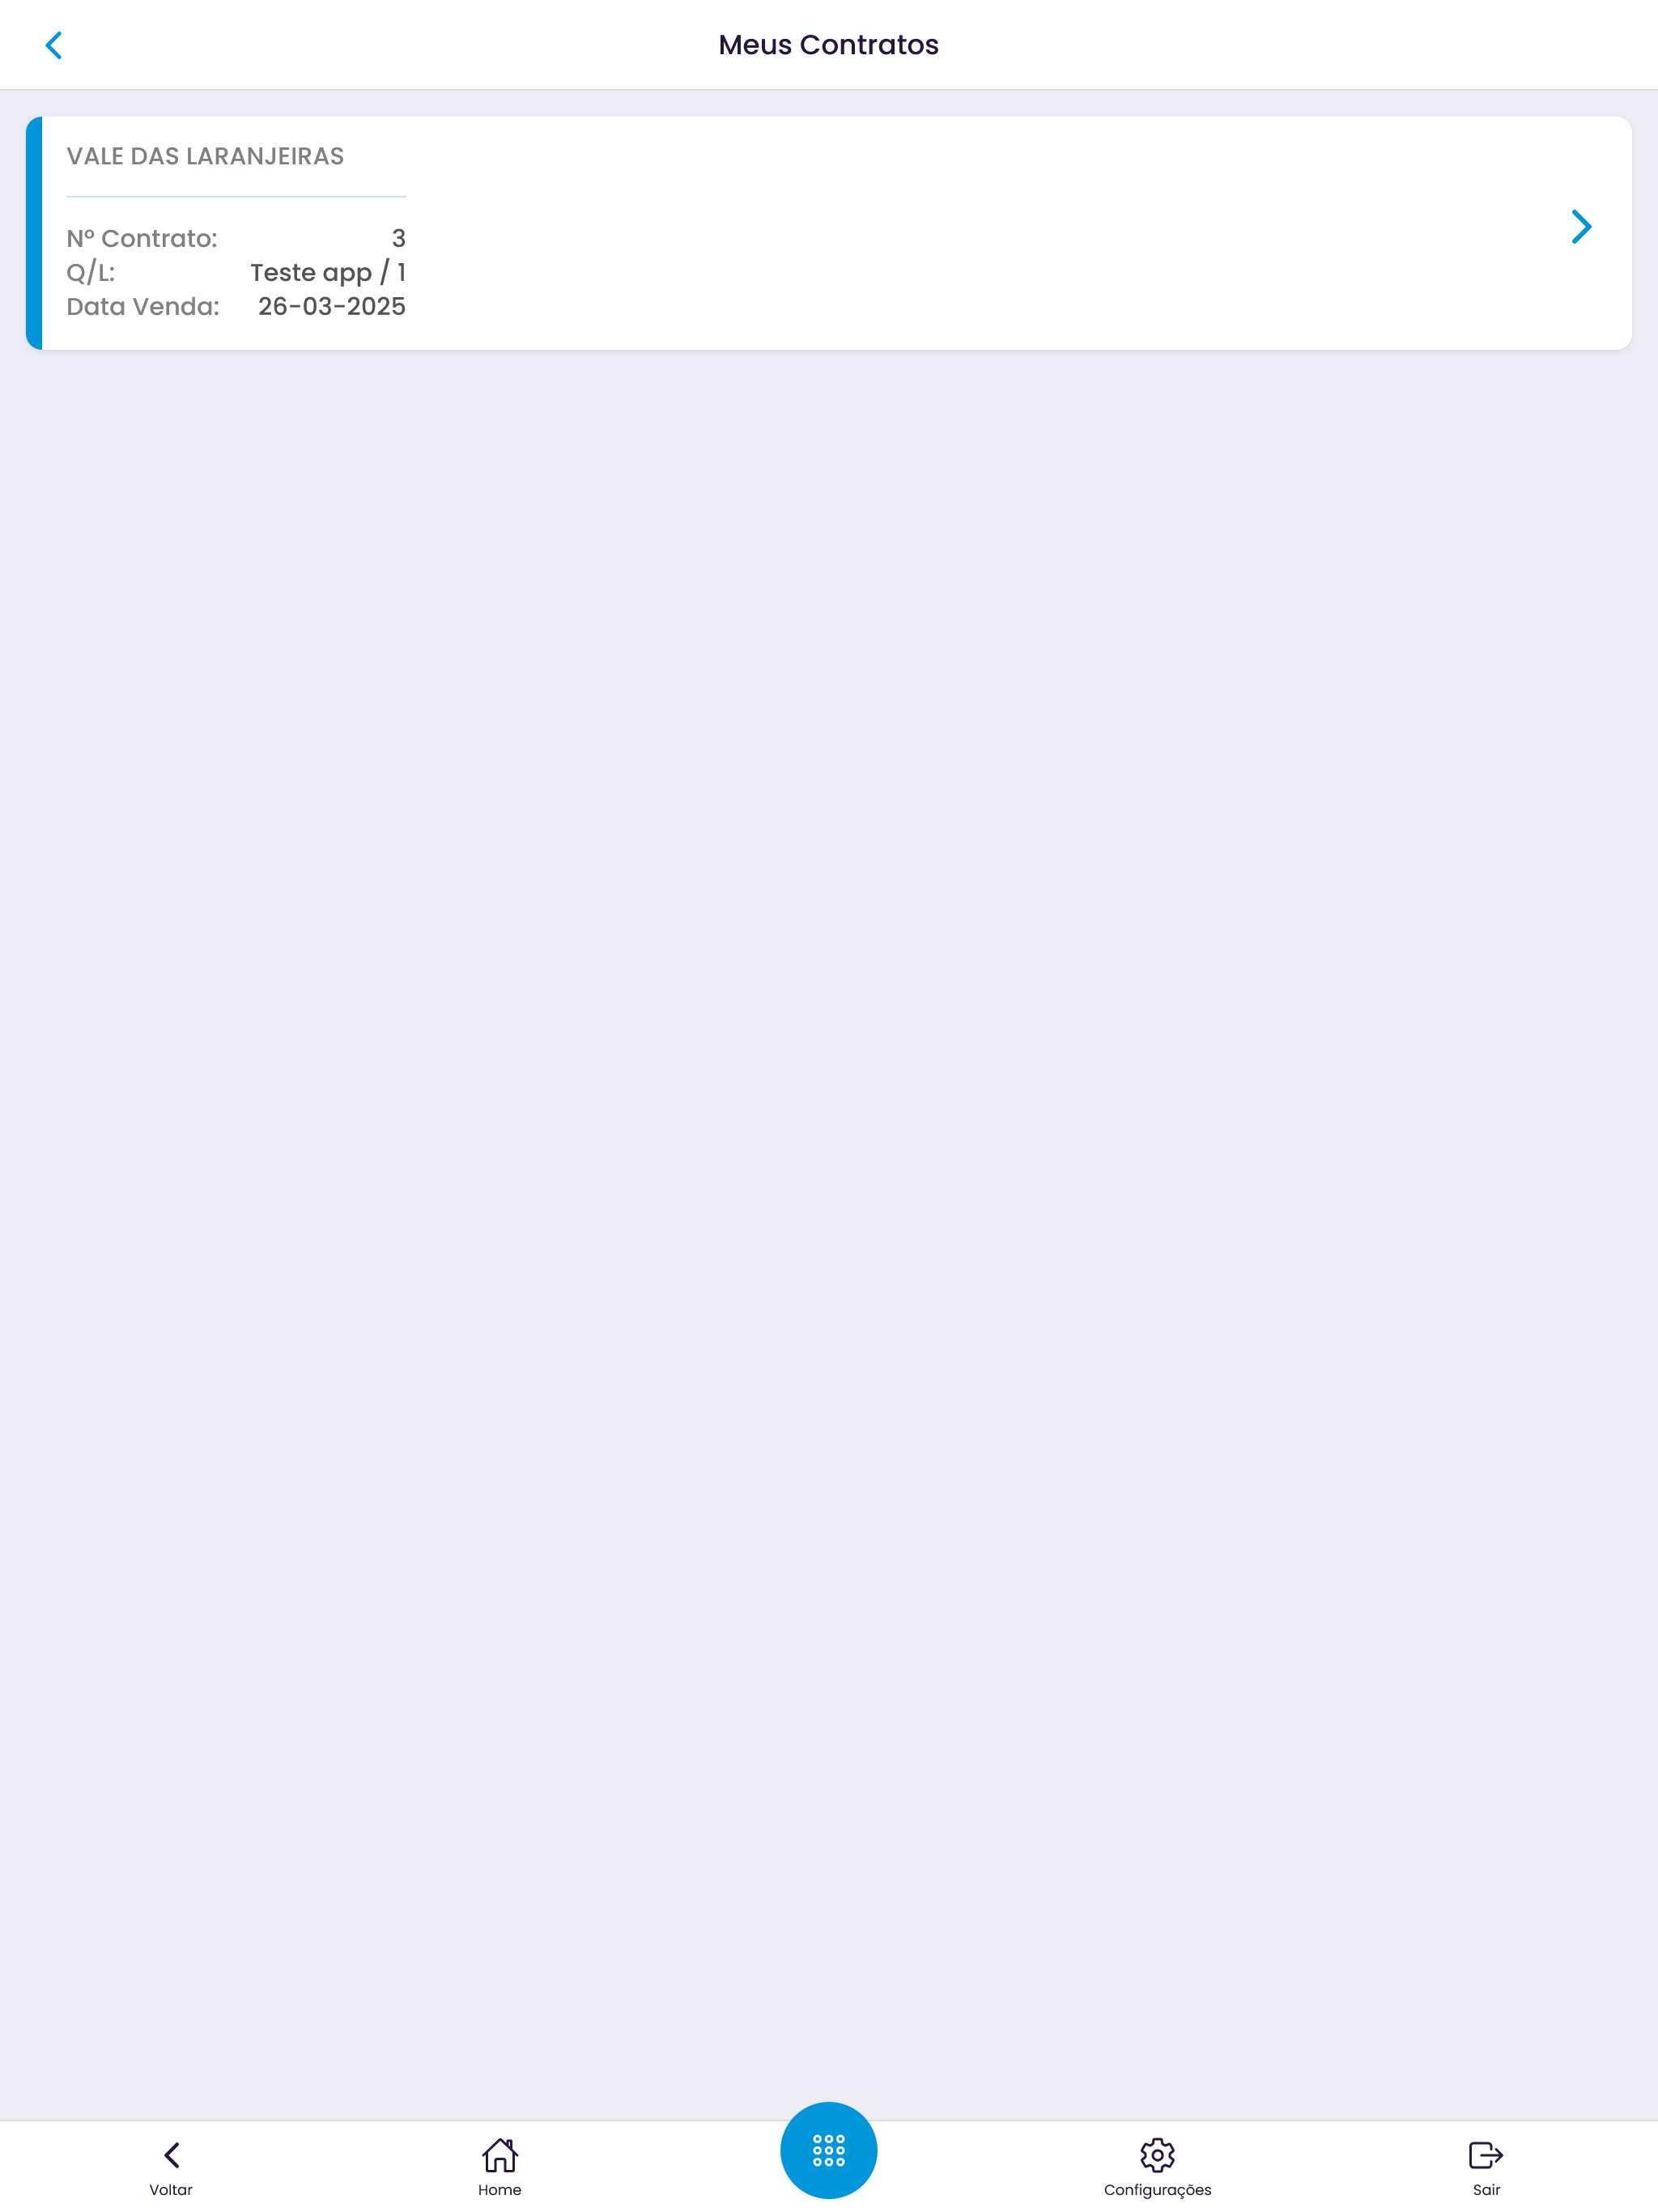 Meus Contratos
VALE DAS LARANJEIRAS
Nº Contrato: 3
Q/L: Teste app / 1
Data Venda: 26-03-2025
Voltar Home Configurações Sair